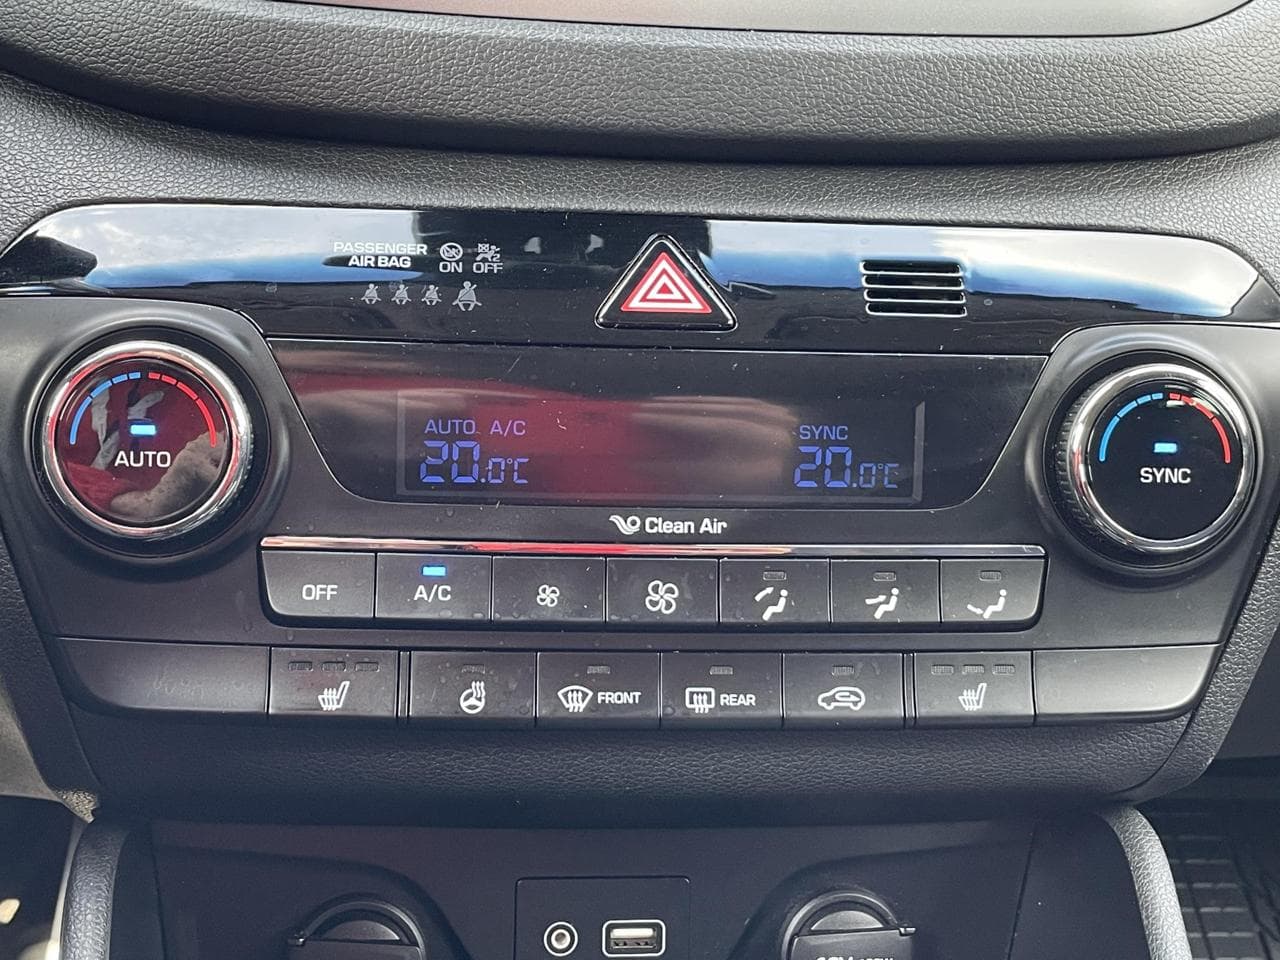 PASSENGER
AIR BAG
ON
OFF
AUTO A/C
20.0°C
SYNC
20.0°C
AUTO
SYNC
Clean Air
OFF
A/C
FRONT
REAR